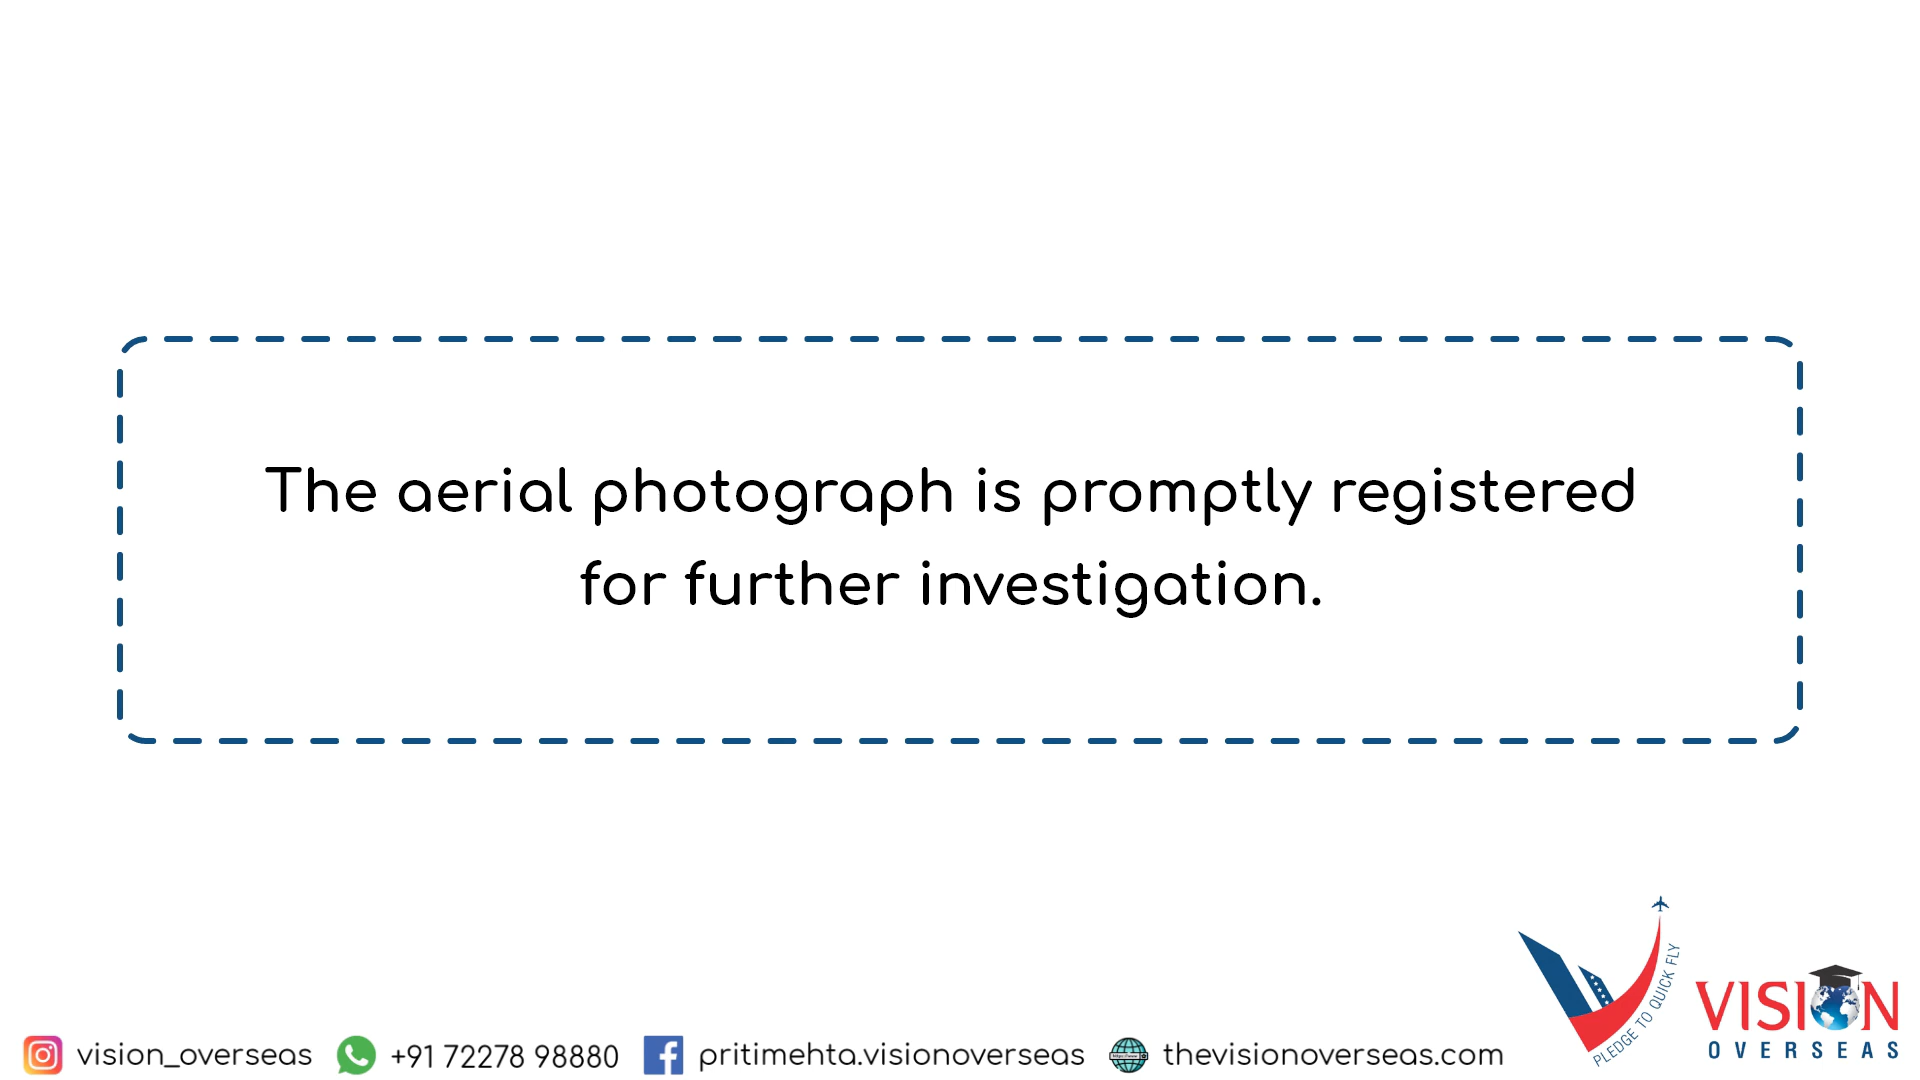 The aerial photograph is promptly registered
for further investigation.
PLEDGE TO QUICK FLY
VISION
OVERSEAS
vision_overseas +91 72278 98880 pritimehta.visionoverseas thevisionoverseas.com